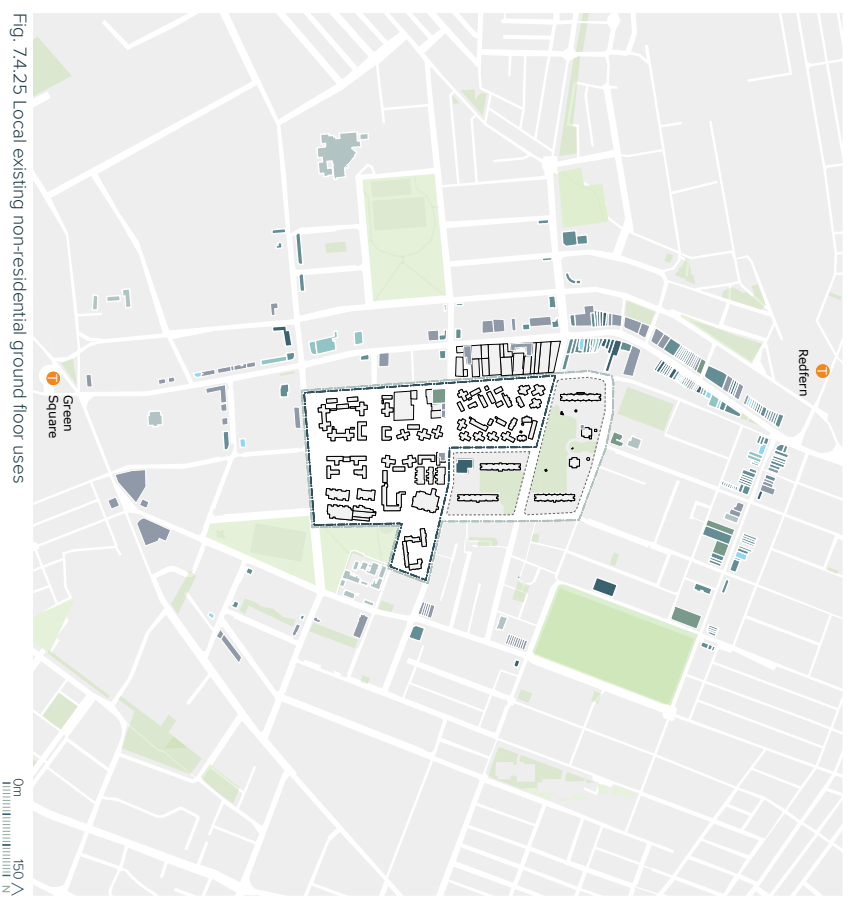 Fig. 7.4.25 Local existing non-residential ground floor uses
T
Redfern
T
Green
Square
0m
150
N